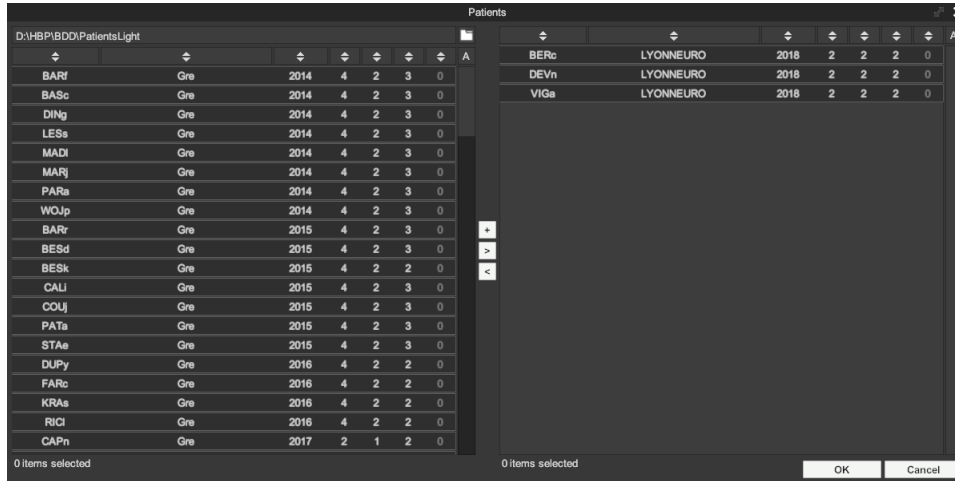 Patients
D:\HBP\BDD\PatientsLight
A
BARf Gre 2014 4 2 3 0
BASc Gre 2014 4 2 3 0
DINg Gre 2014 4 2 3 0
LESs Gre 2014 4 2 3 0
MADl Gre 2014 4 2 3 0
MARj Gre 2014 4 2 3 0
PARa Gre 2014 4 2 3 0
WOJp Gre 2014 4 2 3 0
BARr Gre 2015 4 2 3 0
BESd Gre 2015 4 2 3 0
BESk Gre 2015 4 2 2 0
CALi Gre 2015 4 2 3 0
COUj Gre 2015 4 2 3 0
PATa Gre 2015 4 2 3 0
STAe Gre 2015 4 2 3 0
DUPy Gre 2016 4 2 2 0
FARc Gre 2016 4 2 2 0
KRAs Gre 2016 4 2 2 0
RICl Gre 2016 4 2 2 0
CAPn Gre 2017 2 1 2 0
0 items selected
+
>
<
A
BERc LYONNEURO 2018 2 2 2 0
DEVn LYONNEURO 2018 2 2 2 0
VIGa LYONNEURO 2018 2 2 2 0
0 items selected
OK Cancel